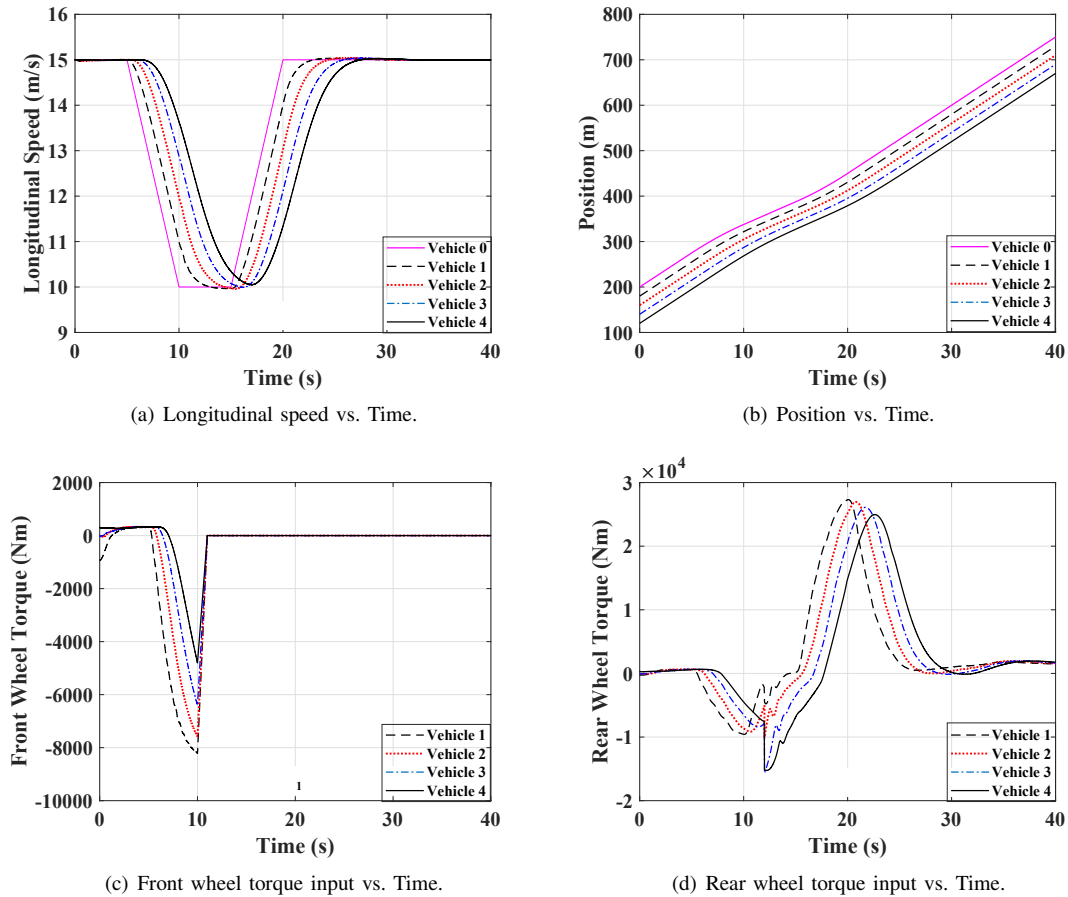 16
15
14
13
12
11
10
9
Longitudinal Speed (m/s)
0
10
20
30
40
Time (s)
Vehicle 0
Vehicle 1
Vehicle 2
Vehicle 3
Vehicle 4
(a) Longitudinal speed vs. Time.
800
700
600
500
400
300
200
100
Position (m)
0
10
20
30
40
Time (s)
Vehicle 0
Vehicle 1
Vehicle 2
Vehicle 3
Vehicle 4
(b) Position vs. Time.
2000
0
-2000
-4000
-6000
-8000
-10000
Front Wheel Torque (Nm)
1
0
10
20
30
40
Time (s)
Vehicle 1
Vehicle 2
Vehicle 3
Vehicle 4
(c) Front wheel torque input vs. Time.
×10⁴
3
2
1
0
-1
-2
Rear Wheel Torque (Nm)
0
10
20
30
40
Time (s)
Vehicle 1
Vehicle 2
Vehicle 3
Vehicle 4
(d) Rear wheel torque input vs. Time.